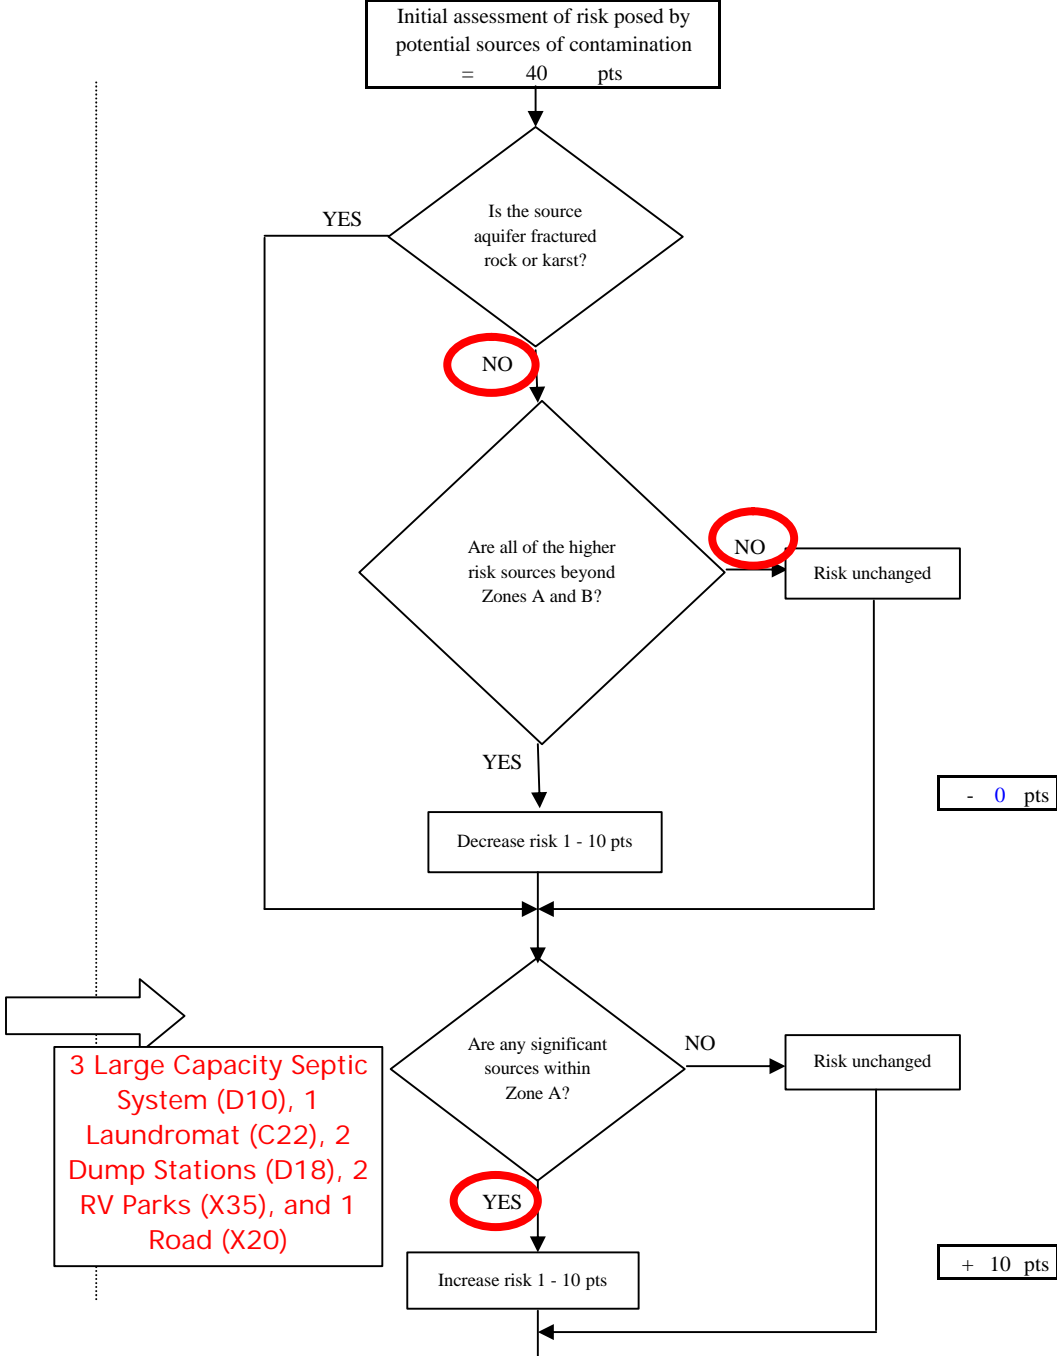 Initial assessment of risk posed by
potential sources of contamination
= 40 pts
YES
Is the source
aquifer fractured
rock or karst?
NO
Are all of the higher
risk sources beyond
Zones A and B?
NO
Risk unchanged
YES
- 0 pts
Decrease risk 1 - 10 pts
3 Large Capacity Septic
System (D10), 1
Laundromat (C22), 2
Dump Stations (D18), 2
RV Parks (X35), and 1
Road (X20)
Are any significant
sources within
Zone A?
NO
Risk unchanged
YES
+ 10 pts
Increase risk 1 - 10 pts